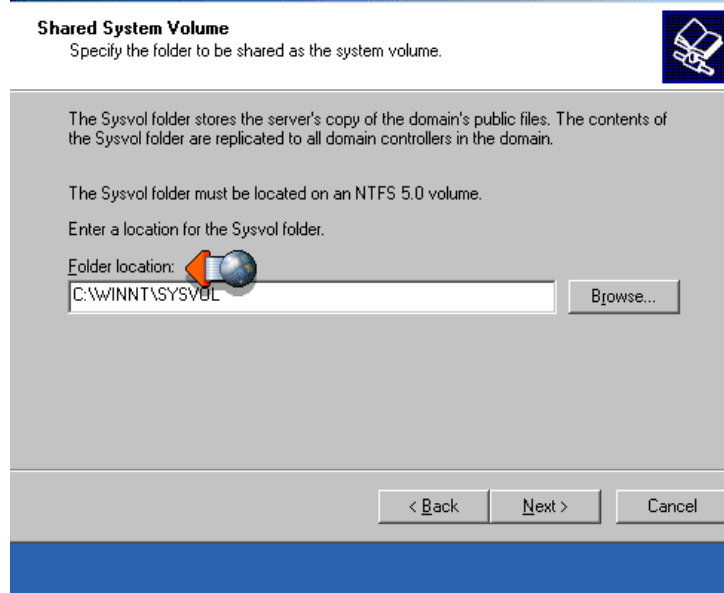 Shared System Volume
Specify the folder to be shared as the system volume.
The Sysvol folder stores the server's copy of the domain's public files. The contents of
the Sysvol folder are replicated to all domain controllers in the domain.
The Sysvol folder must be located on an NTFS 5.0 volume.
Enter a location for the Sysvol folder.
Folder location:
C:\WINNT\SYSVOL
Browse...
< Back
Next >
Cancel